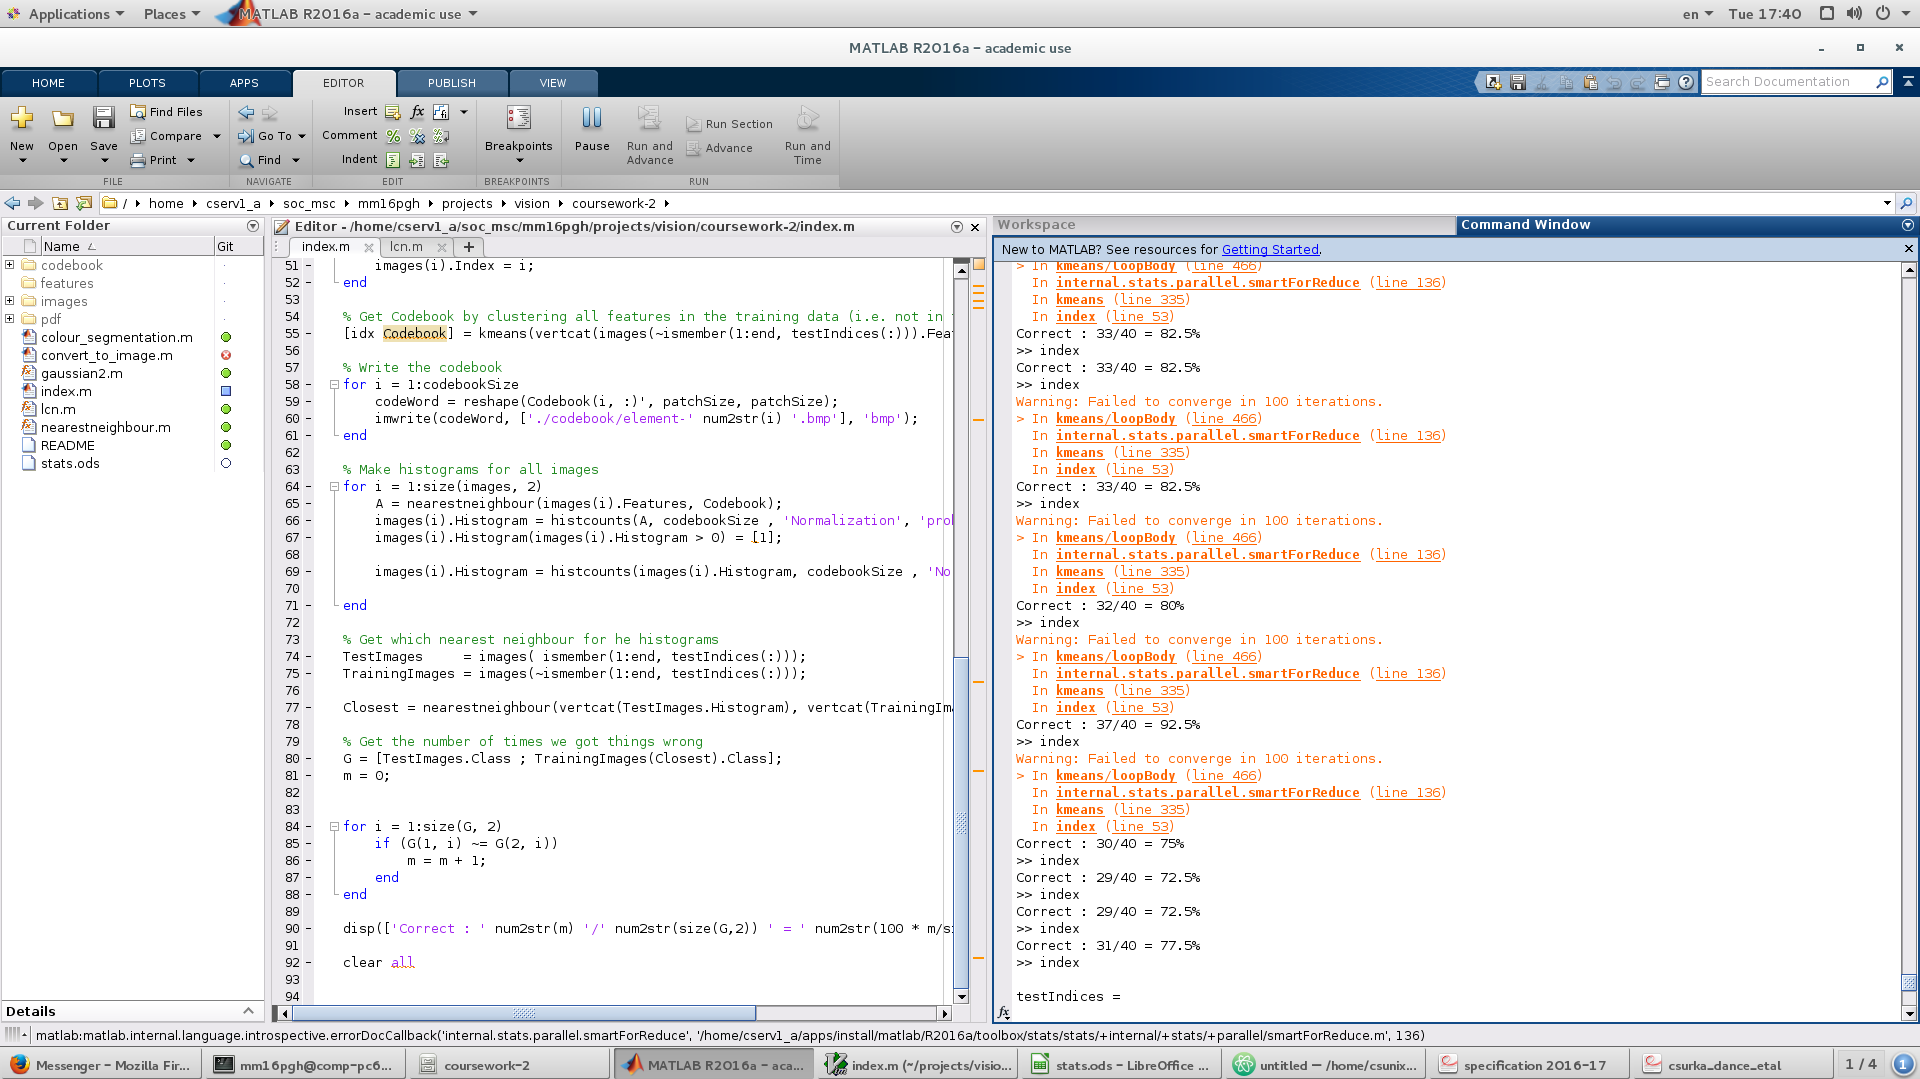 Applications Places MATLAB R2016a – academic use en Tue 17:40
MATLAB R2016a – academic use
HOME PLOTS APPS EDITOR PUBLISH VIEW Search Documentation
New Open Save Find Files Compare Print
Go To Find
Insert Comment Indent
Breakpoints
Pause Run and Advance Run Section Advance Run and Time
FILE NAVIGATE EDIT BREAKPOINTS RUN
/ home cserv1_a soc_msc mm16pgh projects vision coursework-2
Current Folder
Name Git
codebook
features
images
pdf
colour_segmentation.m
convert_to_image.m
gaussian2.m
index.m
lcn.m
nearestneighbour.m
README
stats.ods
Details
Editor - /home/cserv1_a/soc_msc/mm16pgh/projects/vision/coursework-2/index.m
index.m lcn.m +
51 images(i).Index = i;
52 end
53
54 % Get Codebook by clustering all features in the training data (i.e. not in
55 [idx Codebook] = kmeans(vertcat(images(~ismember(1:end, testIndices(:))).Feat
56
57 % Write the codebook
58 for i = 1:codebookSize
59 codeWord = reshape(Codebook(i, :)', patchSize, patchSize);
60 imwrite(codeWord, ['./codebook/element-' num2str(i) '.bmp'], 'bmp');
61 end
62
63 % Make histograms for all images
64 for i = 1:size(images, 2)
65 A = nearestneighbour(images(i).Features, Codebook);
66 images(i).Histogram = histcounts(A, codebookSize , 'Normalization', 'prob
67 images(i).Histogram(images(i).Histogram > 0) = [1];
68
69 images(i).Histogram = histcounts(images(i).Histogram, codebookSize , 'No
70
71 end
72
73 % Get which nearest neighbour for he histograms
74 TestImages = images( ismember(1:end, testIndices(:)));
75 TrainingImages = images(~ismember(1:end, testIndices(:)));
76
77 Closest = nearestneighbour(vertcat(TestImages.Histogram), vertcat(TrainingIma
78
79 % Get the number of times we got things wrong
80 G = [TestImages.Class ; TrainingImages(Closest).Class];
81 m = 0;
82
83
84 for i = 1:size(G, 2)
85 if (G(1, i) ~= G(2, i))
86 m = m + 1;
87 end
88 end
89
90 disp(['Correct : ' num2str(m) '/' num2str(size(G,2)) ' = ' num2str(100 * m/si
91
92 clear all
93
94
Workspace Command Window
New to MATLAB? See resources for Getting Started.
> In kmeans/loopBody (line 466)
In internal.stats.parallel.smartForReduce (line 136)
In kmeans (line 335)
In index (line 53)
Correct : 33/40 = 82.5%
>> index
Correct : 33/40 = 82.5%
>> index
Warning: Failed to converge in 100 iterations.
> In kmeans/loopBody (line 466)
In internal.stats.parallel.smartForReduce (line 136)
In kmeans (line 335)
In index (line 53)
Correct : 33/40 = 82.5%
>> index
Warning: Failed to converge in 100 iterations.
> In kmeans/loopBody (line 466)
In internal.stats.parallel.smartForReduce (line 136)
In kmeans (line 335)
In index (line 53)
Correct : 32/40 = 80%
>> index
Warning: Failed to converge in 100 iterations.
> In kmeans/loopBody (line 466)
In internal.stats.parallel.smartForReduce (line 136)
In kmeans (line 335)
In index (line 53)
Correct : 37/40 = 92.5%
>> index
Warning: Failed to converge in 100 iterations.
> In kmeans/loopBody (line 466)
In internal.stats.parallel.smartForReduce (line 136)
In kmeans (line 335)
In index (line 53)
Correct : 30/40 = 75%
>> index
Correct : 29/40 = 72.5%
>> index
Correct : 29/40 = 72.5%
>> index
Correct : 31/40 = 77.5%
>> index
testIndices =
fx
matlab:matlab.internal.language.introspective.errorDocCallback('internal.stats.parallel.smartForReduce', '/home/cserv1_a/apps/install/matlab/R2016a/toolbox/stats/stats/+internal/+stats/+parallel/smartForReduce.m', 136)
Messenger – Mozilla Fir... mm16pgh@comp-pc6... coursework-2 MATLAB R2016a – aca... index.m (~/projects/visio... stats.ods – LibreOffice ... untitled — /home/csunix... specification 2016-17 csurka_dance_etal 1 / 4 1